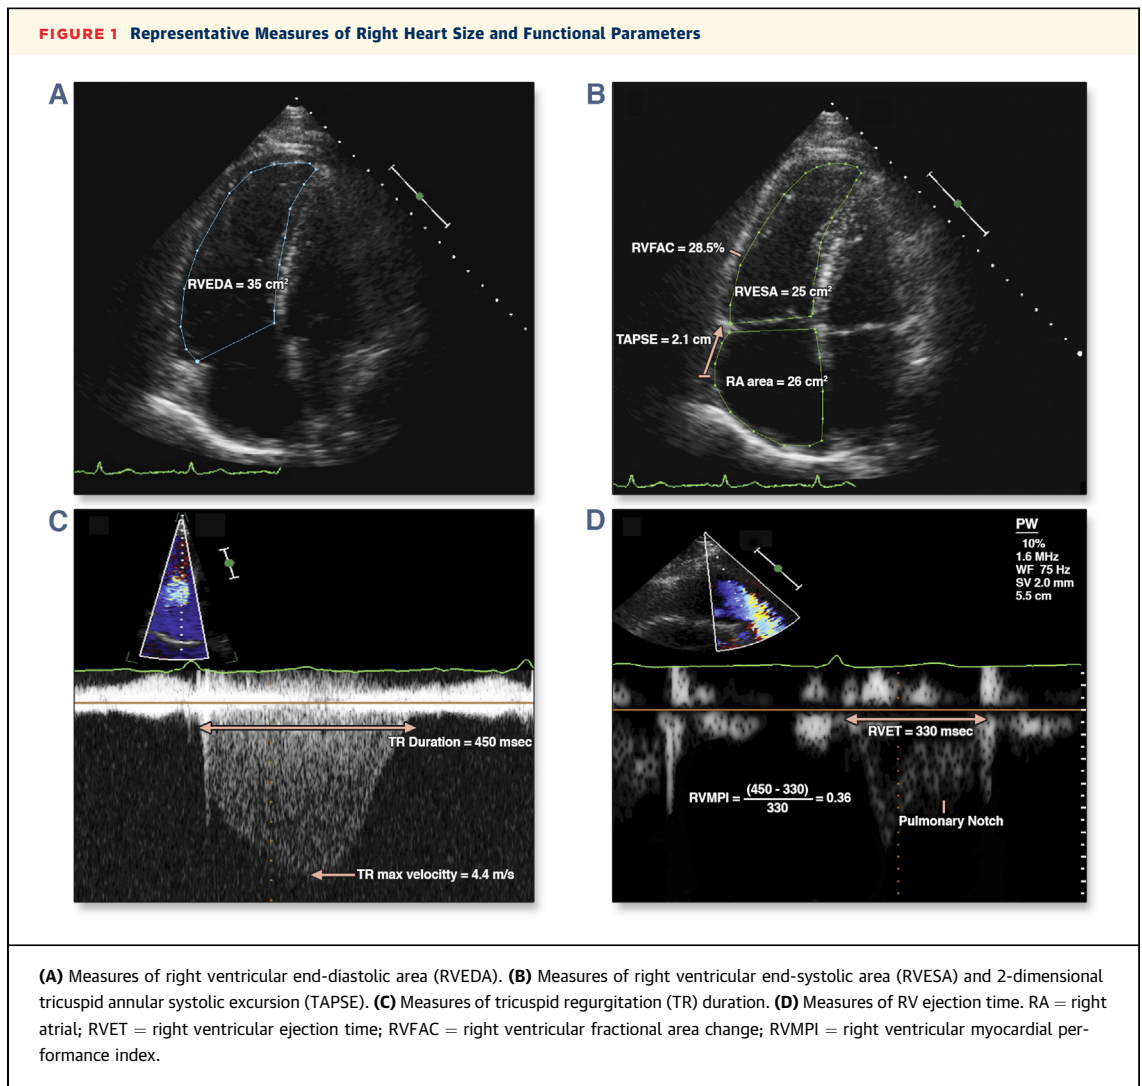 FIGURE 1 Representative Measures of Right Heart Size and Functional Parameters
A
RVEDA = 35 cm²
B
RVFAC = 28.5%
RVESA = 25 cm²
TAPSE = 2.1 cm
RA area = 26 cm²
C
TR Duration = 450 msec
TR max velocitty = 4.4 m/s
D
PW
10%
1.6 MHz
WF 75 Hz
SV 2.0 mm
5.5 cm
RVET = 330 msec
RVMPI = (450 - 330) / 330 = 0.36
Pulmonary Notch
(A) Measures of right ventricular end-diastolic area (RVEDA). (B) Measures of right ventricular end-systolic area (RVESA) and 2-dimensional
tricuspid annular systolic excursion (TAPSE). (C) Measures of tricuspid regurgitation (TR) duration. (D) Measures of RV ejection time. RA = right
atrial; RVET = right ventricular ejection time; RVFAC = right ventricular fractional area change; RVMPI = right ventricular myocardial per-
formance index.